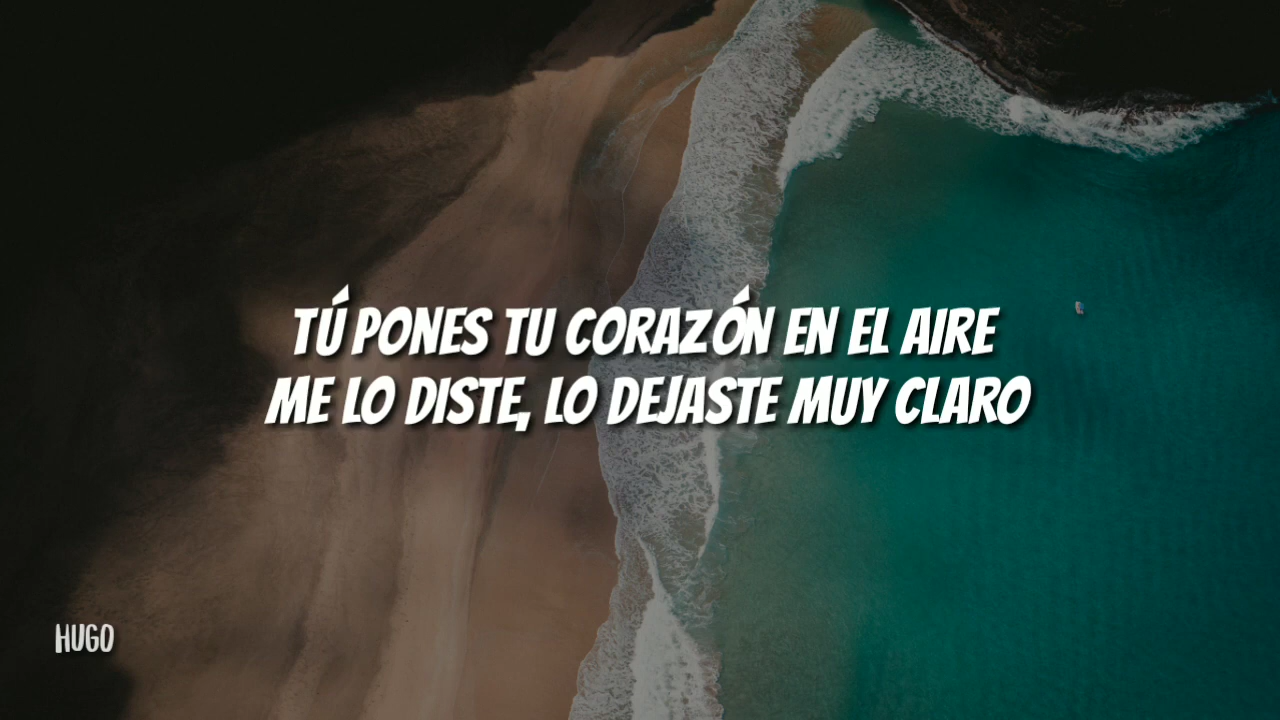 TÚ PONES TU CORAZÓN EN EL AIRE
ME LO DISTE, LO DEJASTE MUY CLARO
HUGO